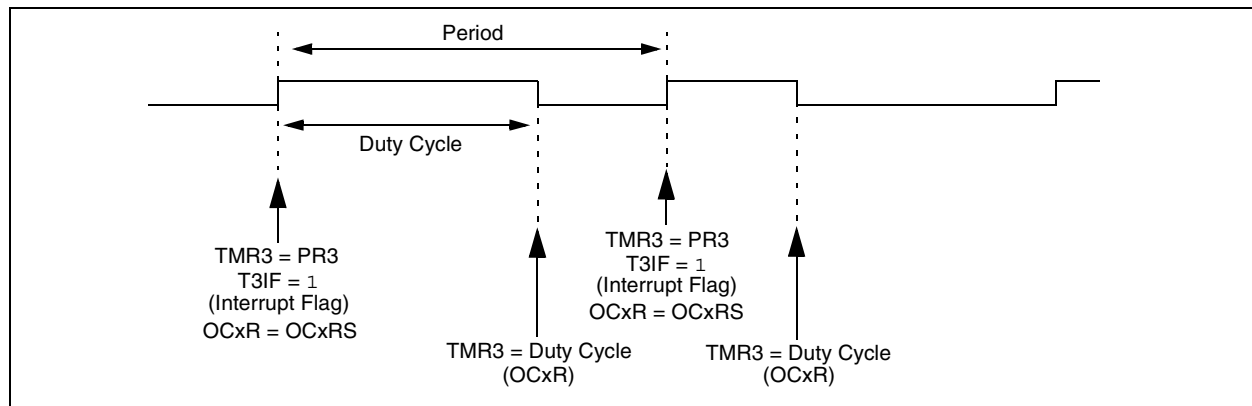 Period
Duty Cycle
TMR3 = PR3
T3IF = 1
(Interrupt Flag)
OCxR = OCxRS
TMR3 = Duty Cycle
(OCxR)
TMR3 = PR3
T3IF = 1
(Interrupt Flag)
OCxR = OCxRS
TMR3 = Duty Cycle
(OCxR)